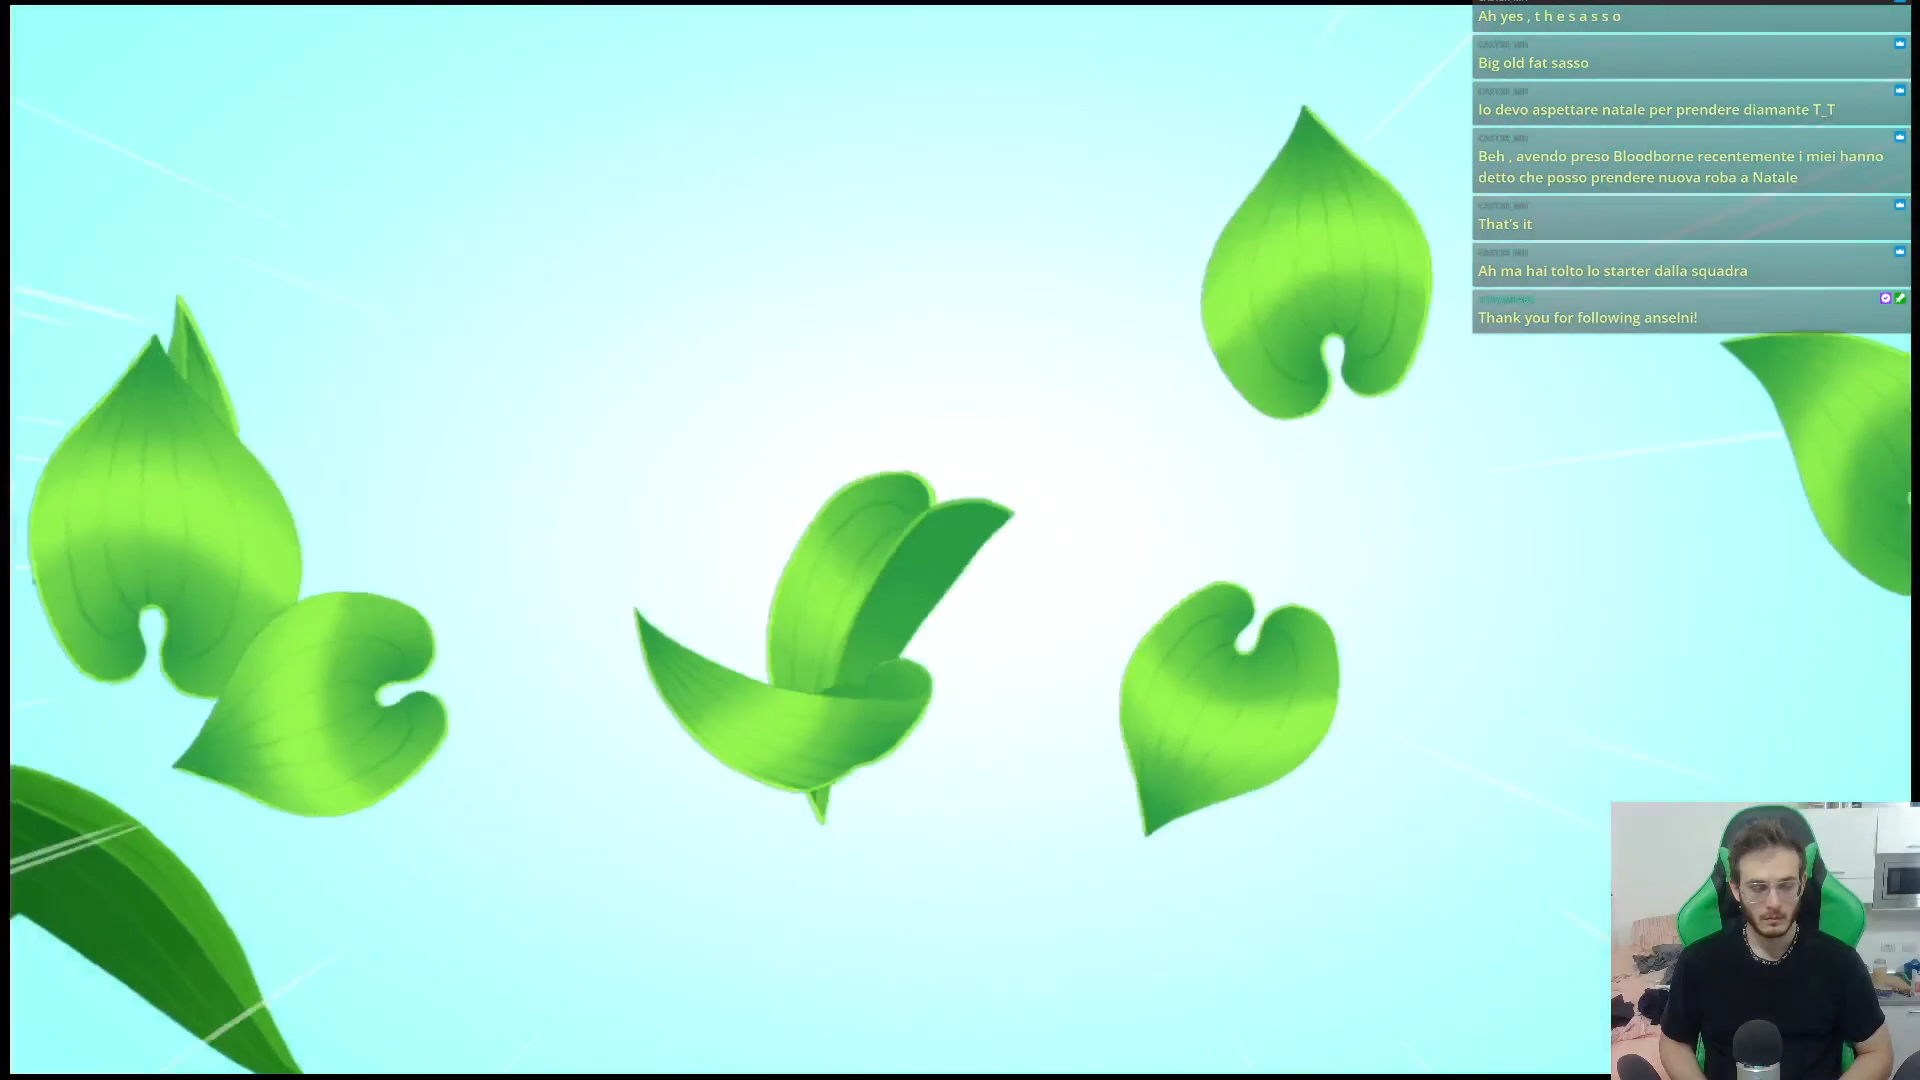 Ah yes , t h e s a s s o
Big old fat sasso
Io devo aspettare natale per prendere diamante T_T
Beh , avendo preso Bloodborne recentemente i miei hanno
detto che posso prendere nuova roba a Natale
That's it
Ah ma hai tolto lo starter dalla squadra
Thank you for following anselni!